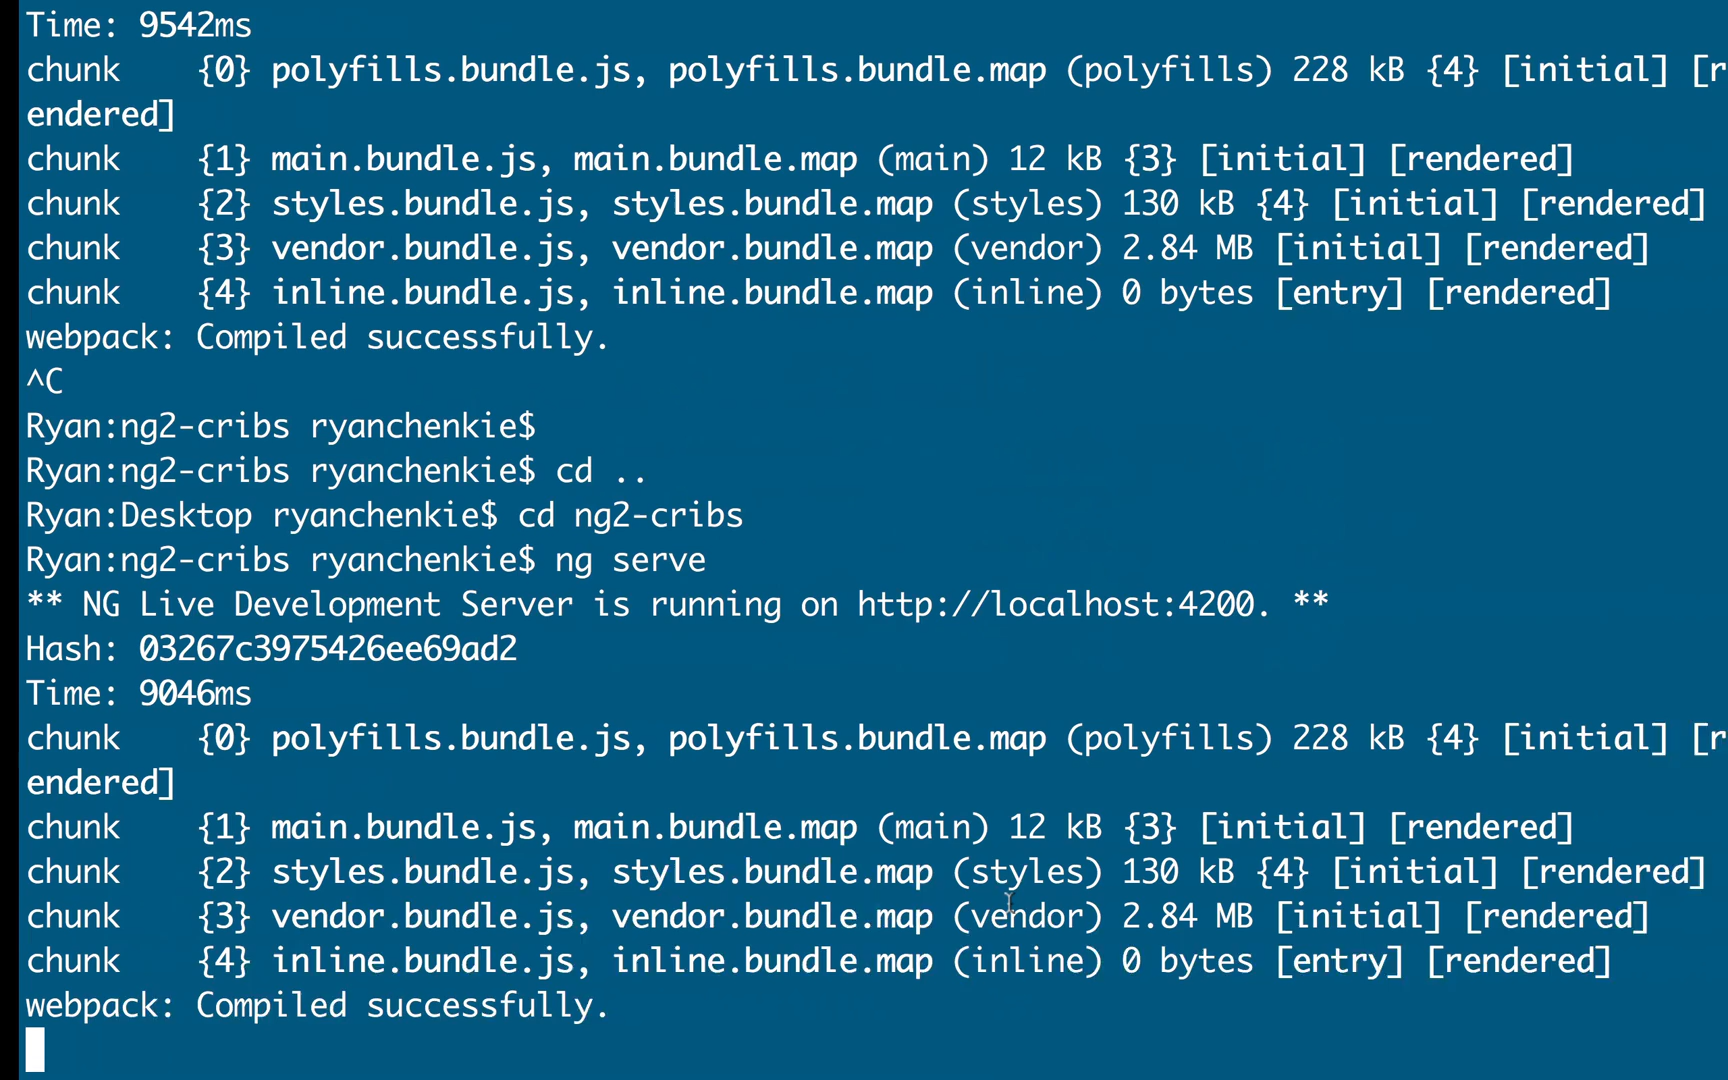 Time: 9542ms
chunk    {0} polyfills.bundle.js, polyfills.bundle.map (polyfills) 228 kB {4} [initial] [r
endered]
chunk    {1} main.bundle.js, main.bundle.map (main) 12 kB {3} [initial] [rendered]
chunk    {2} styles.bundle.js, styles.bundle.map (styles) 130 kB {4} [initial] [rendered]
chunk    {3} vendor.bundle.js, vendor.bundle.map (vendor) 2.84 MB [initial] [rendered]
chunk    {4} inline.bundle.js, inline.bundle.map (inline) 0 bytes [entry] [rendered]
webpack: Compiled successfully.
^C
Ryan:ng2-cribs ryanchenkie$
Ryan:ng2-cribs ryanchenkie$ cd ..
Ryan:Desktop ryanchenkie$ cd ng2-cribs
Ryan:ng2-cribs ryanchenkie$ ng serve
** NG Live Development Server is running on http://localhost:4200. **
Hash: 03267c3975426ee69ad2
Time: 9046ms
chunk    {0} polyfills.bundle.js, polyfills.bundle.map (polyfills) 228 kB {4} [initial] [r
endered]
chunk    {1} main.bundle.js, main.bundle.map (main) 12 kB {3} [initial] [rendered]
chunk    {2} styles.bundle.js, styles.bundle.map (styles) 130 kB {4} [initial] [rendered]
chunk    {3} vendor.bundle.js, vendor.bundle.map (vendor) 2.84 MB [initial] [rendered]
chunk    {4} inline.bundle.js, inline.bundle.map (inline) 0 bytes [entry] [rendered]
webpack: Compiled successfully.